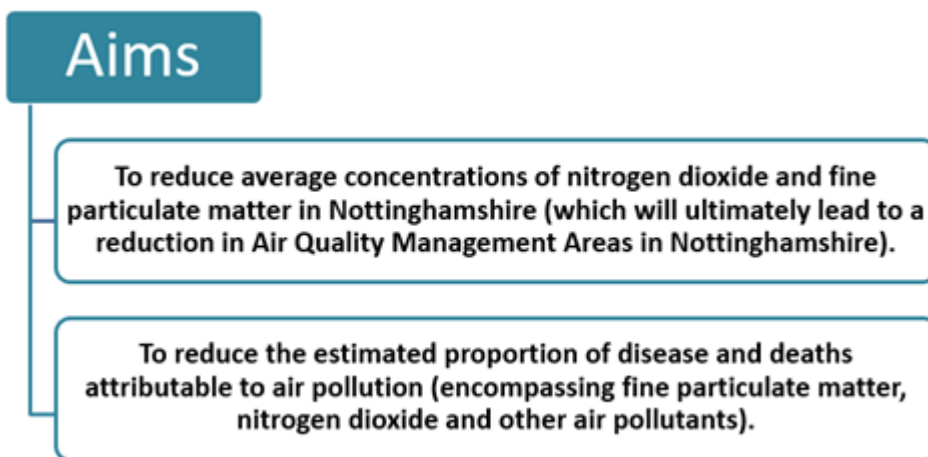 Aims
To reduce average concentrations of nitrogen dioxide and fine
particulate matter in Nottinghamshire (which will ultimately lead to a
reduction in Air Quality Management Areas in Nottinghamshire).
To reduce the estimated proportion of disease and deaths
attributable to air pollution (encompassing fine particulate matter,
nitrogen dioxide and other air pollutants).